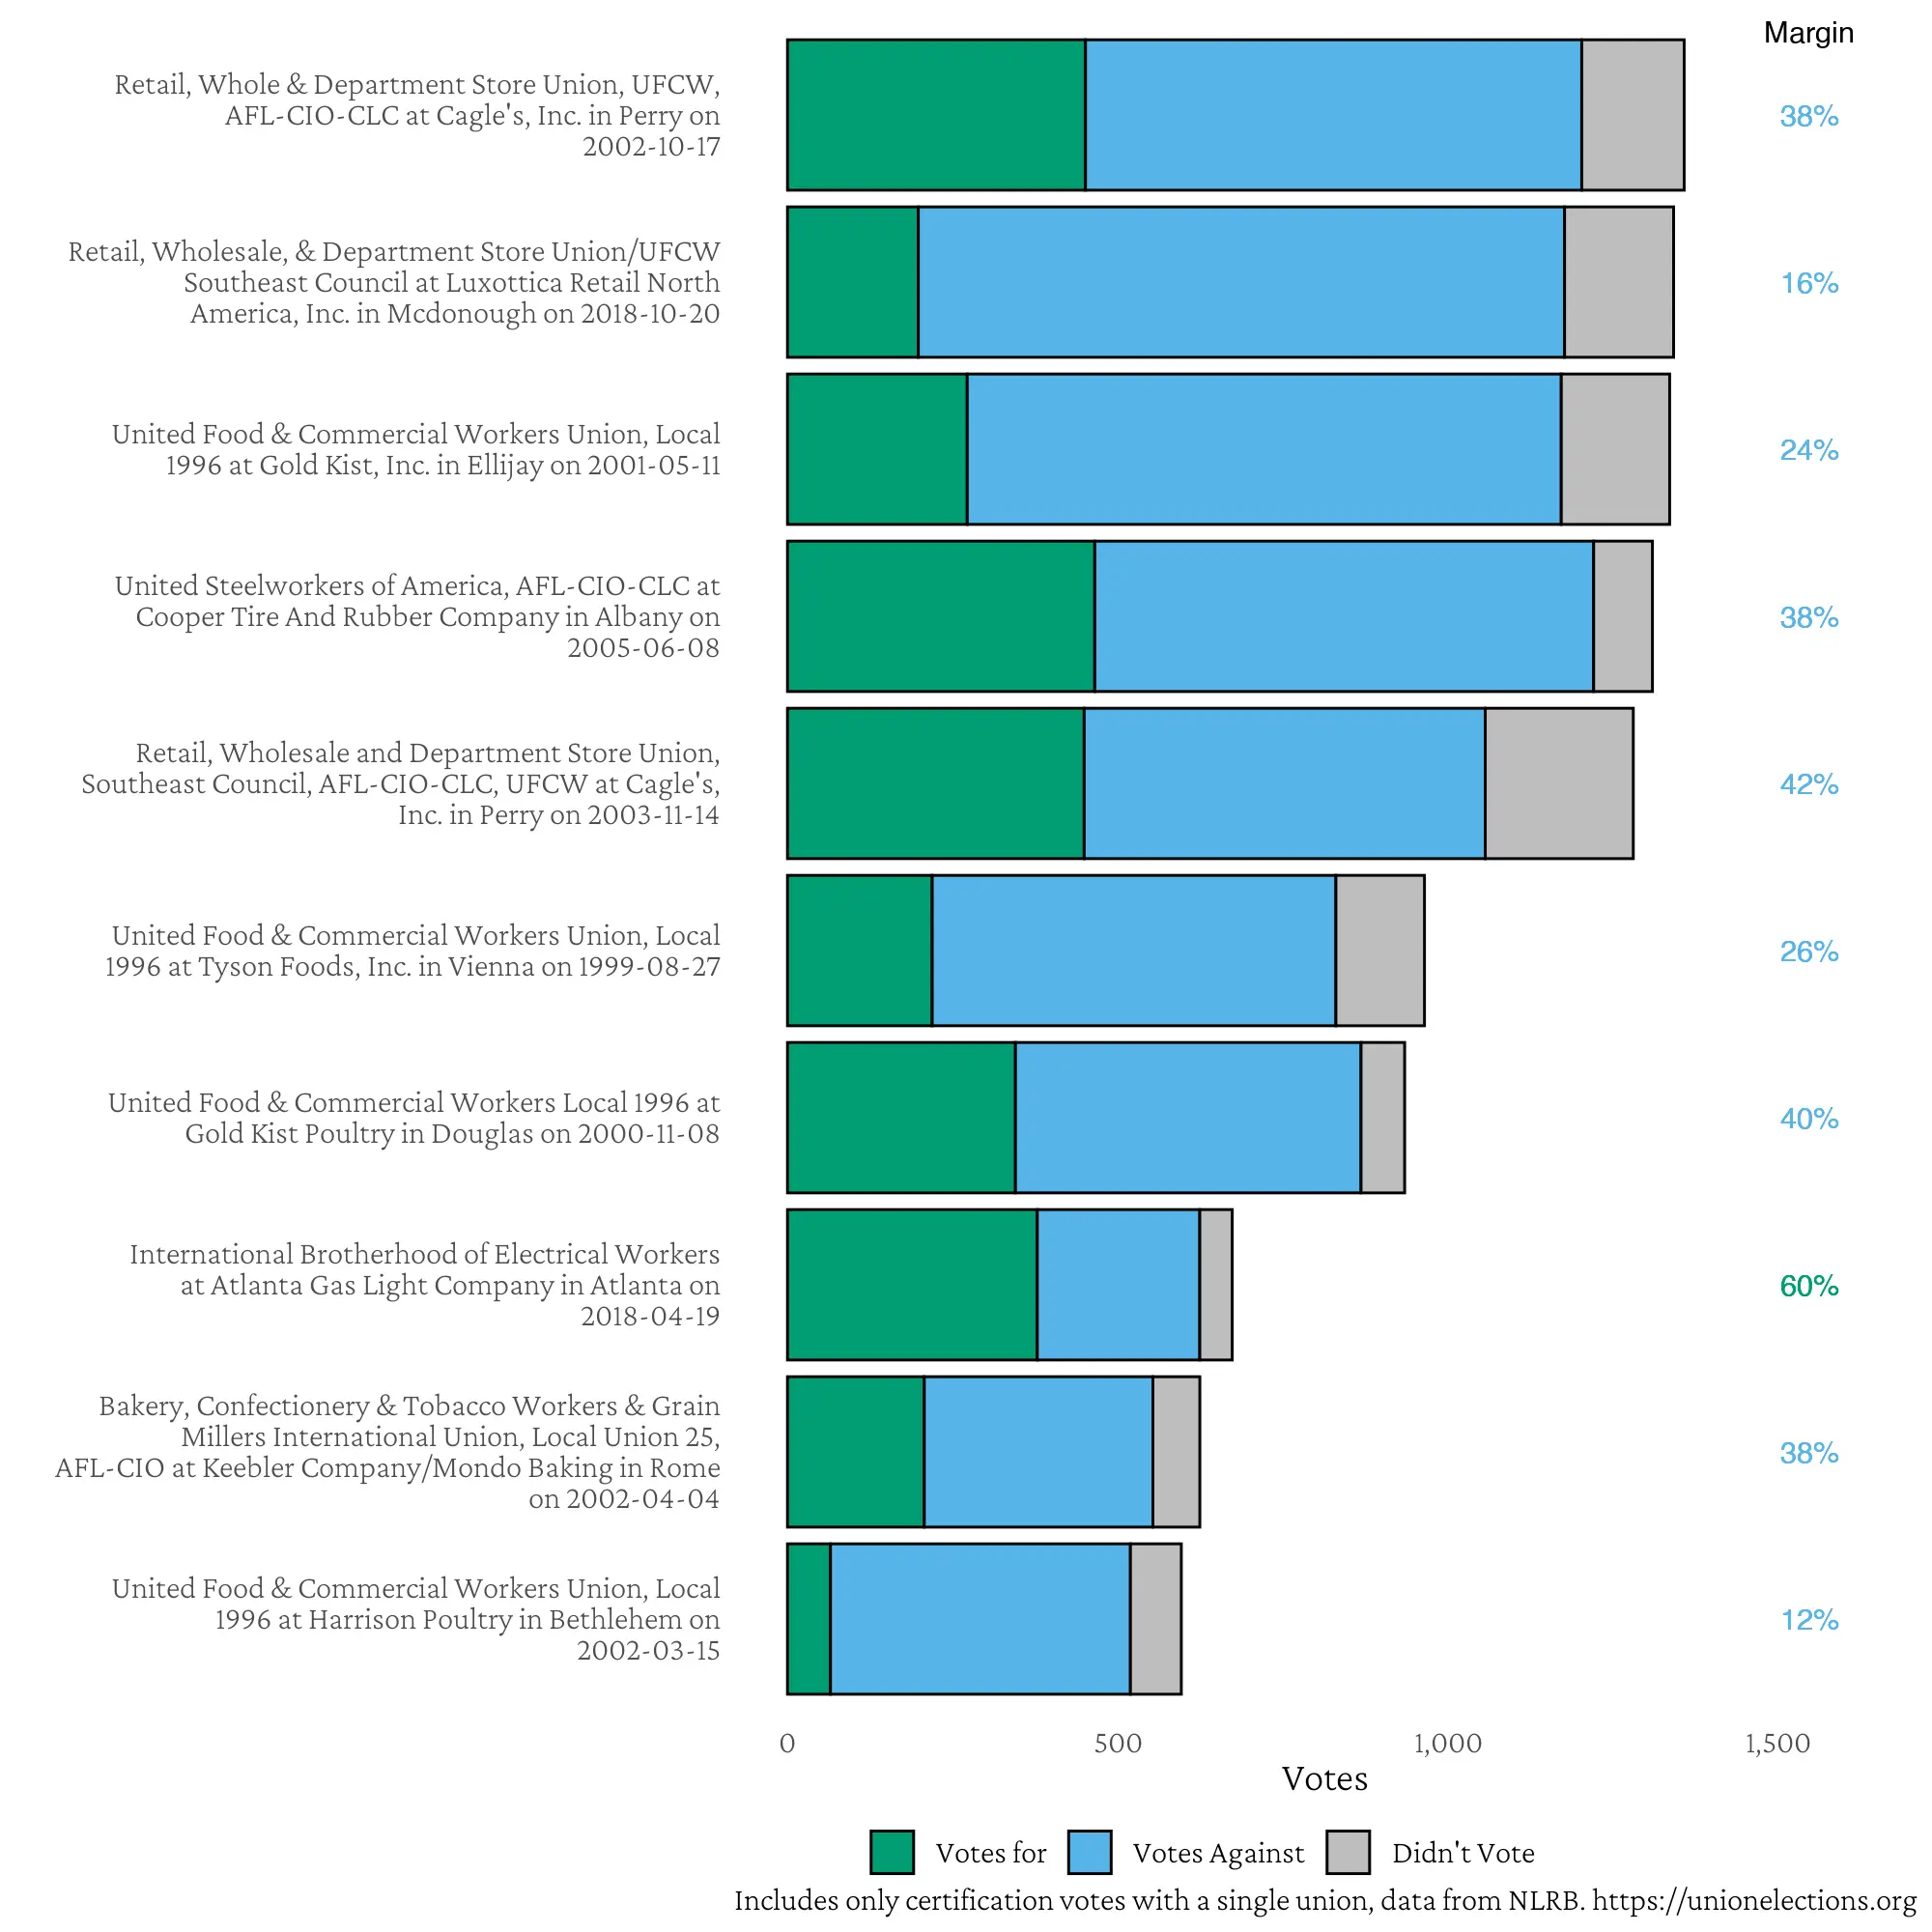 Margin
Retail, Whole & Department Store Union, UFCW,
AFL-CIO-CLC at Cagle's, Inc. in Perry on
2002-10-17
38%
Retail, Wholesale, & Department Store Union/UFCW
Southeast Council at Luxottica Retail North
America, Inc. in Mcdonough on 2018-10-20
16%
United Food & Commercial Workers Union, Local
1996 at Gold Kist, Inc. in Ellijay on 2001-05-11
24%
United Steelworkers of America, AFL-CIO-CLC at
Cooper Tire And Rubber Company in Albany on
2005-06-08
38%
Retail, Wholesale and Department Store Union,
Southeast Council, AFL-CIO-CLC, UFCW at Cagle's,
Inc. in Perry on 2003-11-14
42%
United Food & Commercial Workers Union, Local
1996 at Tyson Foods, Inc. in Vienna on 1999-08-27
26%
United Food & Commercial Workers Local 1996 at
Gold Kist Poultry in Douglas on 2000-11-08
40%
International Brotherhood of Electrical Workers
at Atlanta Gas Light Company in Atlanta on
2018-04-19
60%
Bakery, Confectionery & Tobacco Workers & Grain
Millers International Union, Local Union 25,
AFL-CIO at Keebler Company/Mondo Baking in Rome
on 2002-04-04
38%
United Food & Commercial Workers Union, Local
1996 at Harrison Poultry in Bethlehem on
2002-03-15
12%
0 500 1,000 1,500
Votes
Votes for Votes Against Didn't Vote
Includes only certification votes with a single union, data from NLRB. https://unionelections.org